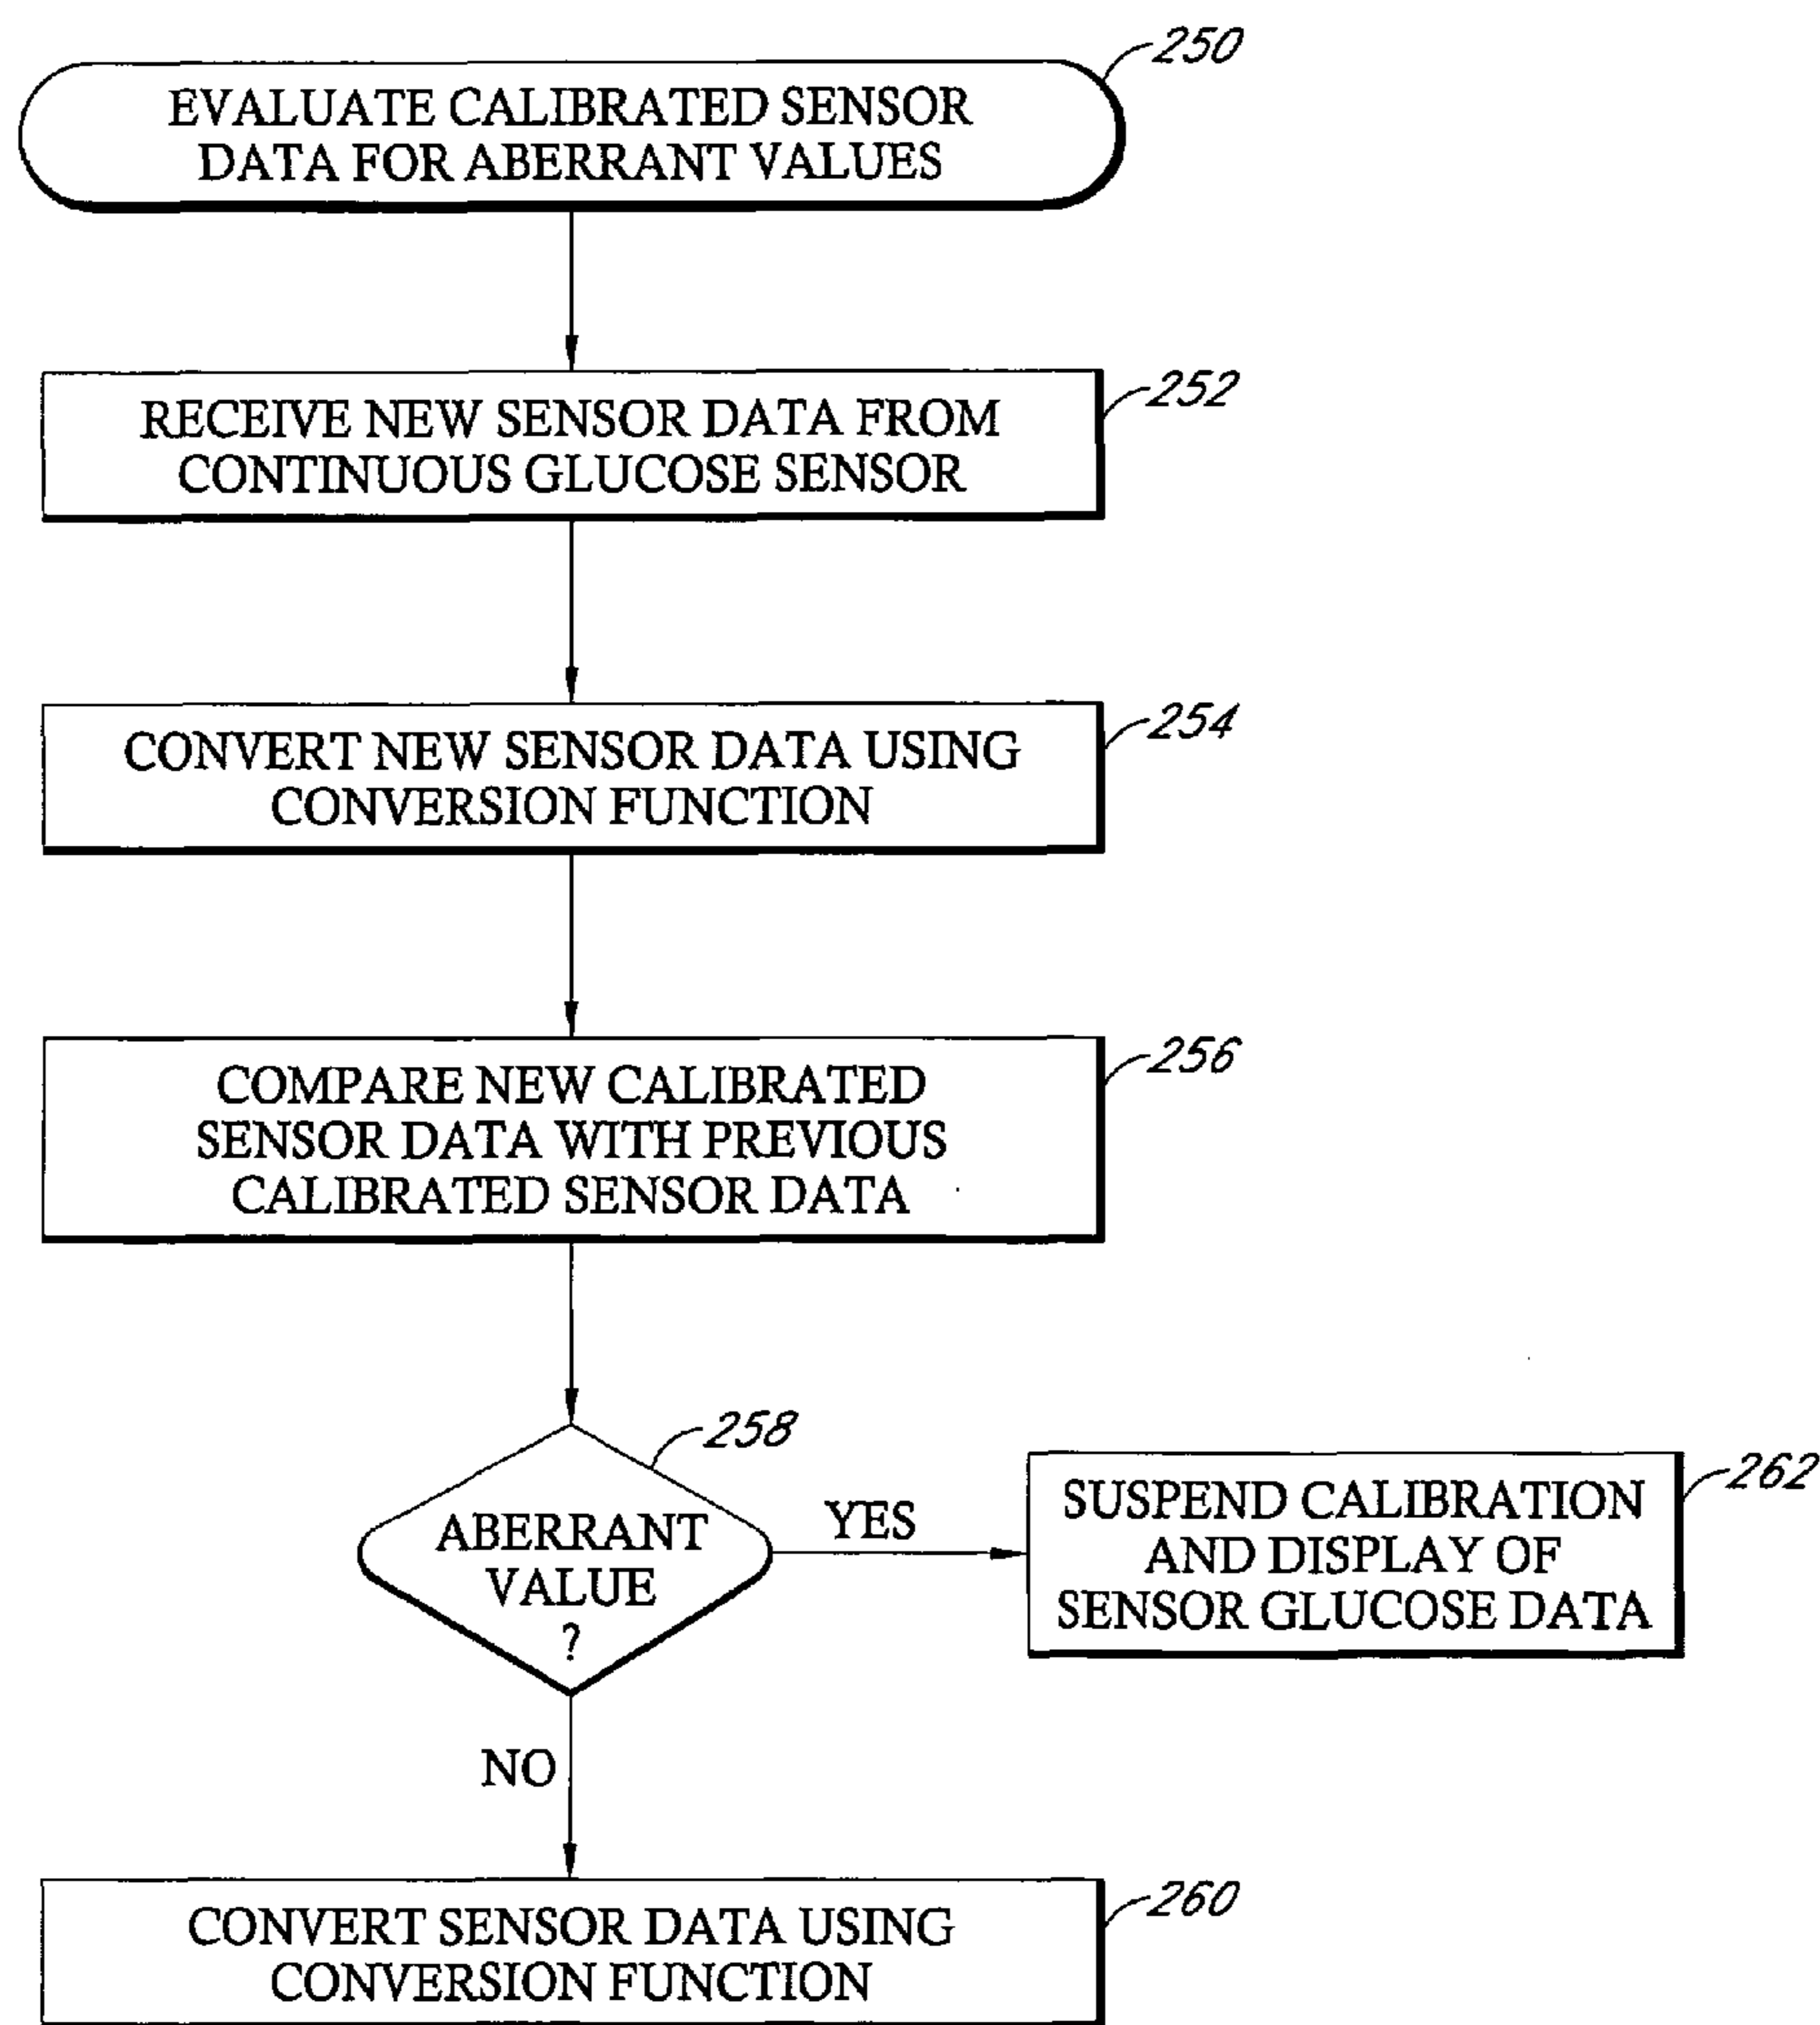 250
EVALUATE CALIBRATED SENSOR
DATA FOR ABERRANT VALUES
252
RECEIVE NEW SENSOR DATA FROM
CONTINUOUS GLUCOSE SENSOR
254
CONVERT NEW SENSOR DATA USING
CONVERSION FUNCTION
256
COMPARE NEW CALIBRATED
SENSOR DATA WITH PREVIOUS
CALIBRATED SENSOR DATA
258
ABERRANT
VALUE
?
YES
262
SUSPEND CALIBRATION
AND DISPLAY OF
SENSOR GLUCOSE DATA
NO
260
CONVERT SENSOR DATA USING
CONVERSION FUNCTION